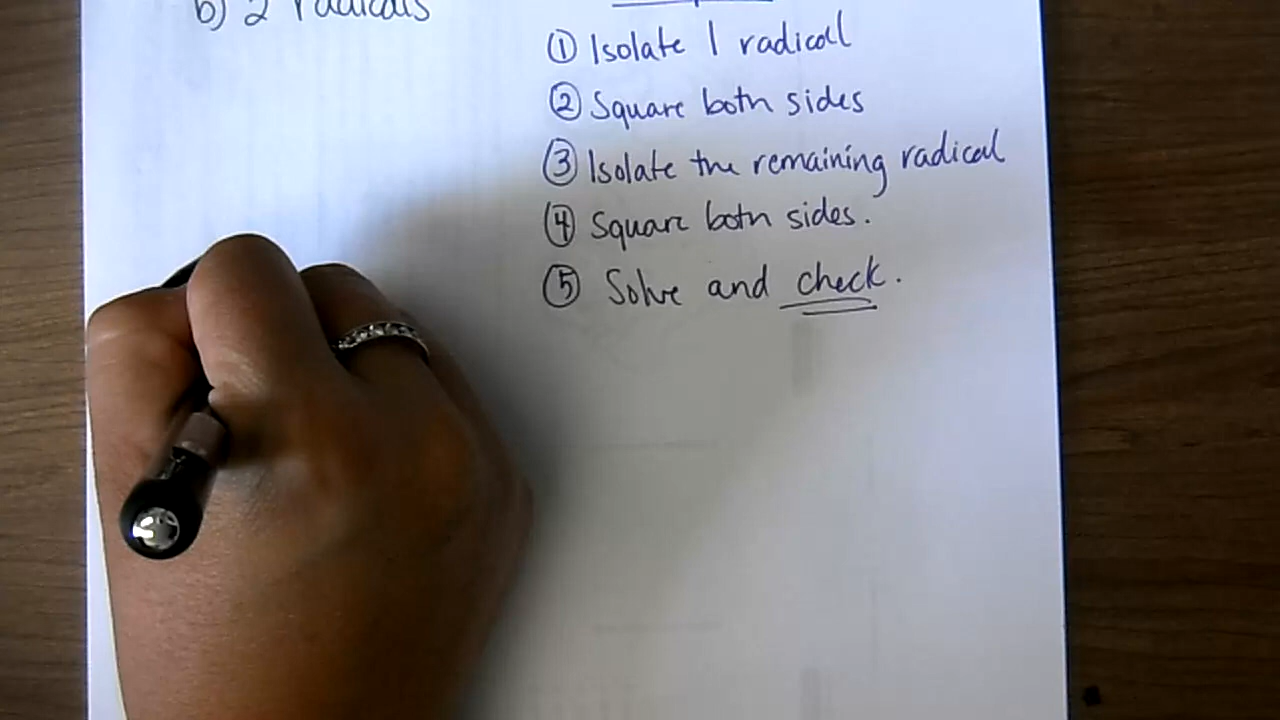 b) 2 radicals
① Isolate 1 radical
② Square both sides
③ Isolate the remaining radical
④ Square both sides.
⑤ Solve and check.